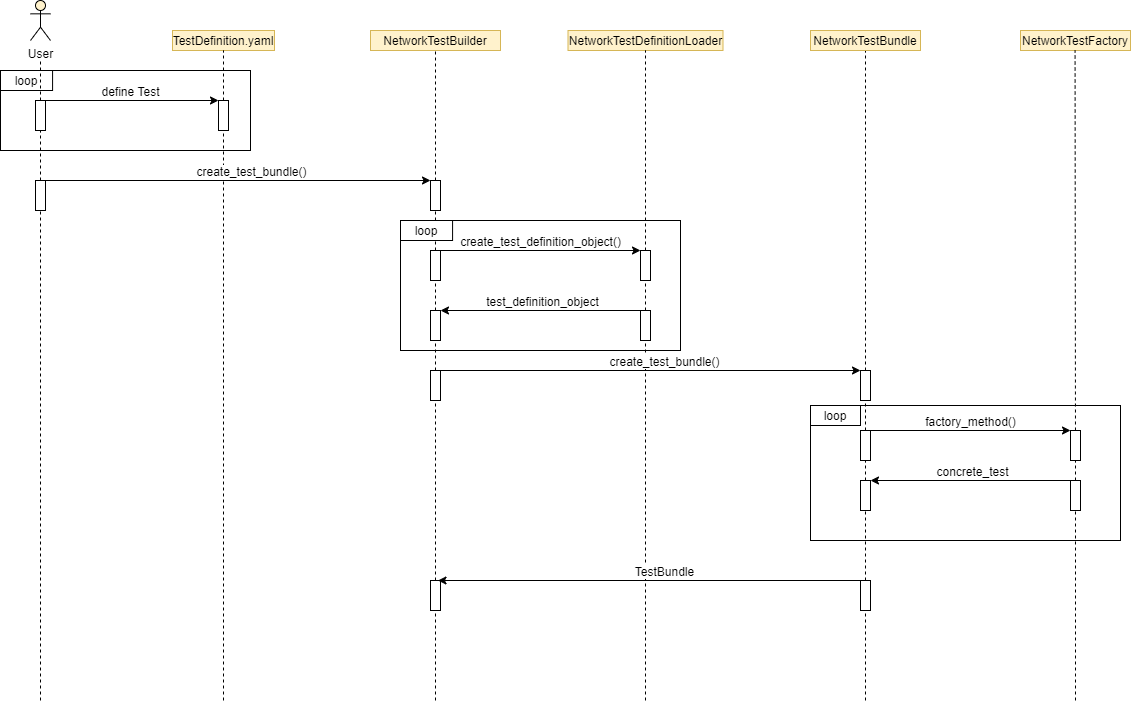 User
TestDefinition.yaml
NetworkTestBuilder
NetworkTestDefinitionLoader
NetworkTestBundle
NetworkTestFactory
loop
define Test
create_test_bundle()
loop
create_test_definition_object()
test_definition_object
create_test_bundle()
loop
factory_method()
concrete_test
TestBundle